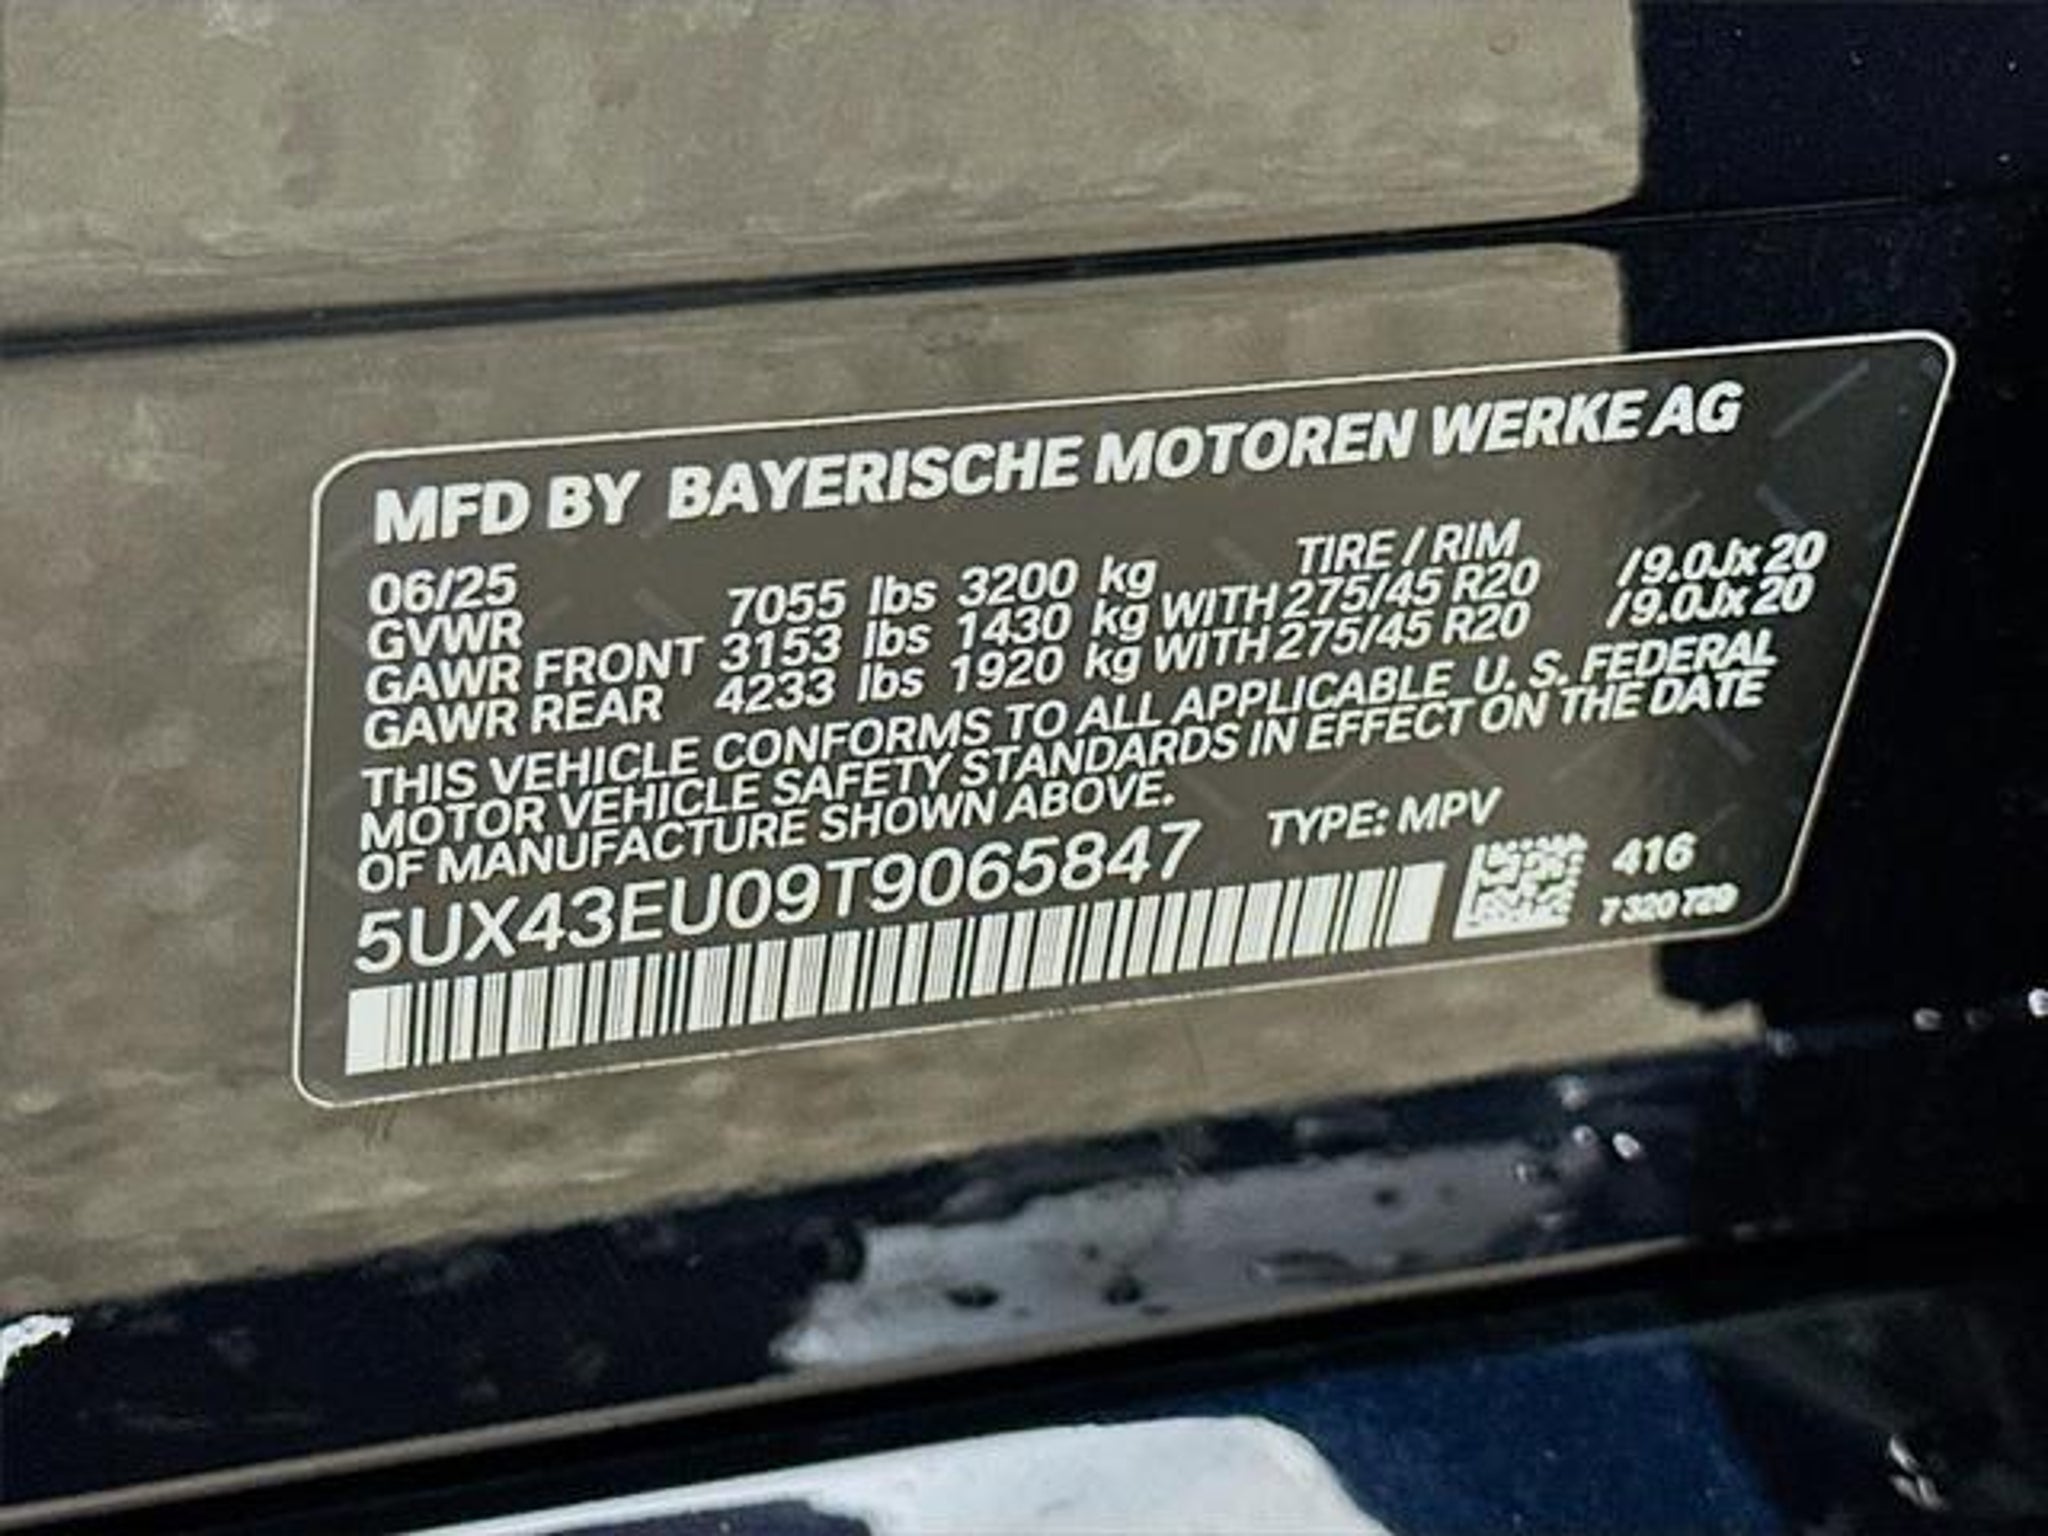 MFD BY BAYERISCHE MOTOREN WERKE AG
06/25 TIRE / RIM
GVWR 7055 lbs 3200 kg
GAWR FRONT 3153 lbs 1430 kg WITH 275/45 R20 /9.0Jx20
GAWR REAR 4233 lbs 1920 kg WITH 275/45 R20 /9.0Jx20
THIS VEHICLE CONFORMS TO ALL APPLICABLE U. S. FEDERAL
MOTOR VEHICLE SAFETY STANDARDS IN EFFECT ON THE DATE
OF MANUFACTURE SHOWN ABOVE.
TYPE: MPV
5UX43EU09T9065847
416
7 320 729